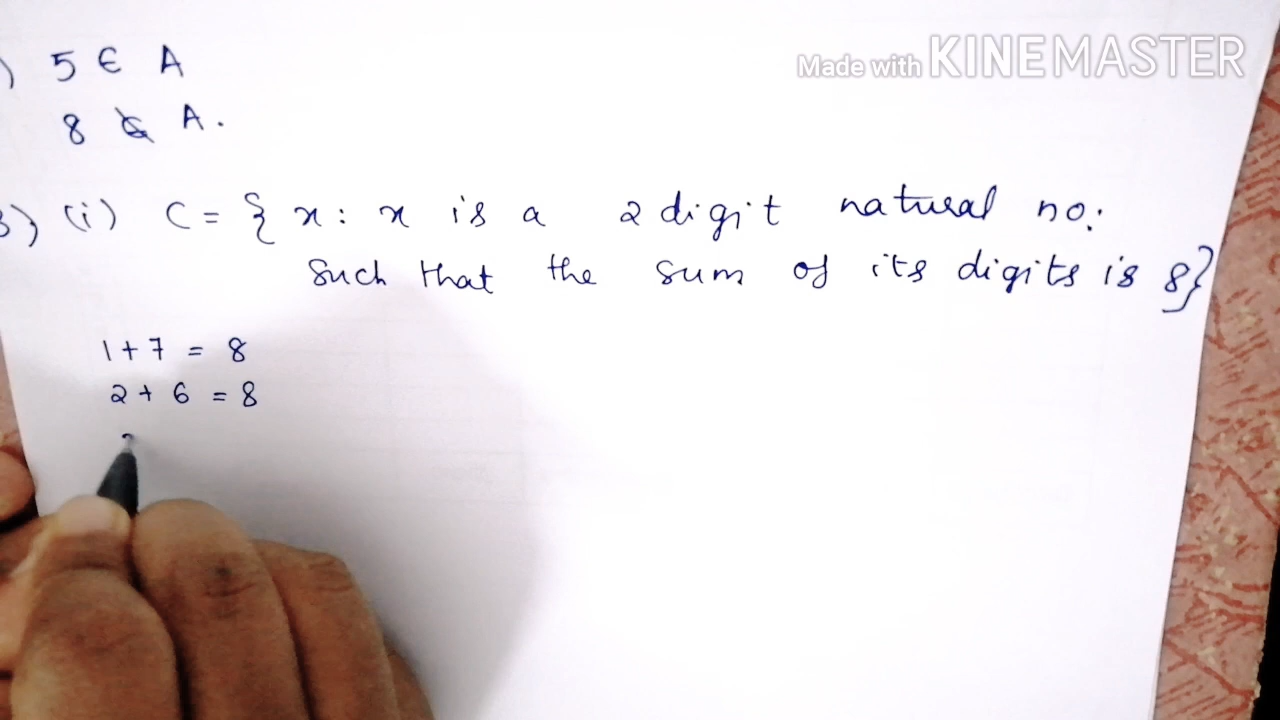 Made with KINEMASTER
) 5 ∈ A
8 ∉ A.
3) (i) C = { x : x is a 2 digit natural no:
such that the sum of its digits is 8}
1 + 7 = 8
2 + 6 = 8